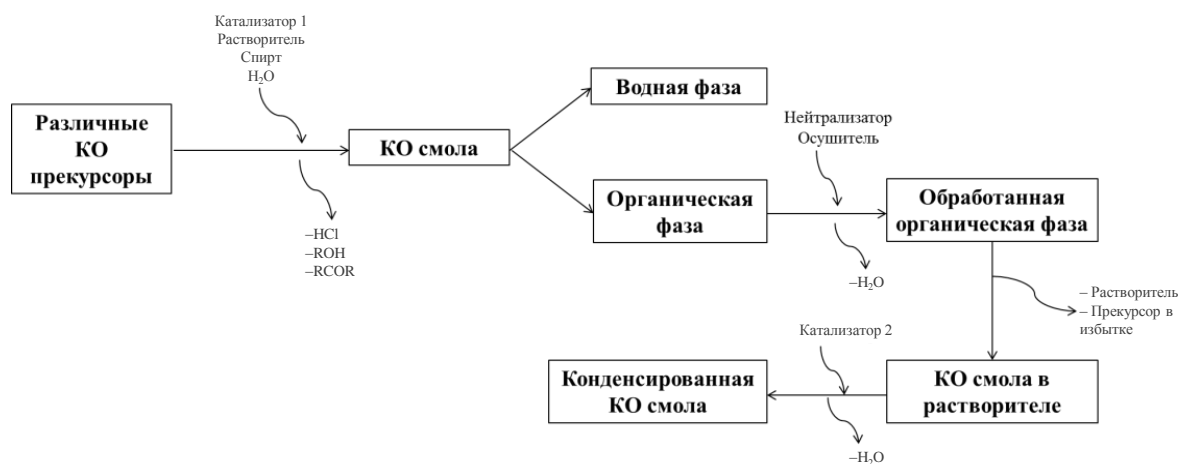 Катализатор 1
Растворитель
Спирт
H₂O
Различные
КО
прекурсоры
–HCl
–ROH
–RCOR
КО смола
Водная фаза
Органическая
фаза
Нейтрализатор
Осушитель
–H₂O
Обработанная
органическая фаза
– Растворитель
– Прекурсор в
избытке
КО смола в
растворителе
Катализатор 2
–H₂O
Конденсированная
КО смола